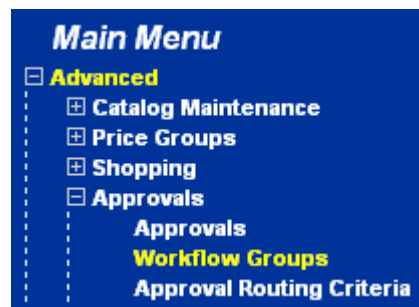 Main Menu
Advanced
Catalog Maintenance
Price Groups
Shopping
Approvals
Approvals
Workflow Groups
Approval Routing Criteria